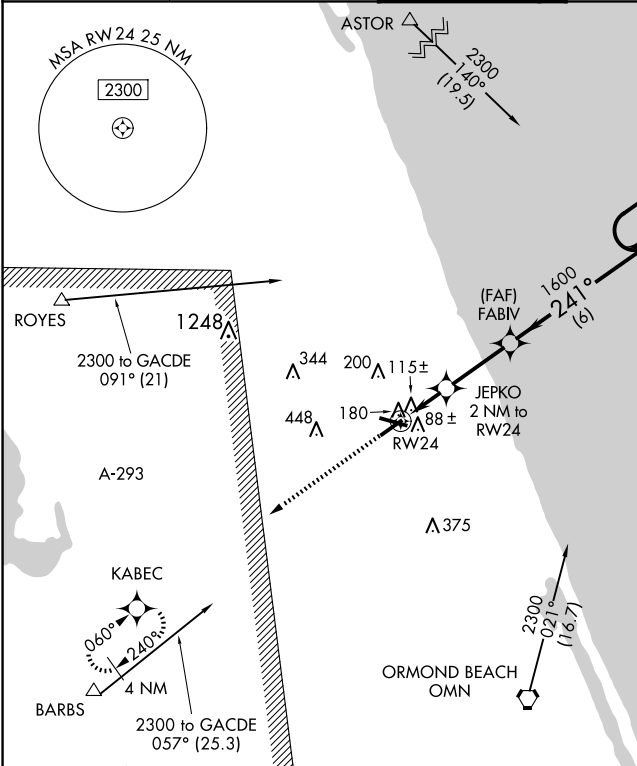 ASTOR
2300
140°
(19.5)
MSA RW 24 25 NM
2300
1600
241°
(6)
(FAF)
FABIV
ROYES
1248
2300 to GACDE
091° (21)
344
200
115±
JEPKO
2 NM to
RW24
448
180
88 ±
RW24
A-293
375
KABEC
060°
240°
4 NM
BARBS
2300 to GACDE
057° (25.3)
2300
021°
(16.7)
ORMOND BEACH
OMN